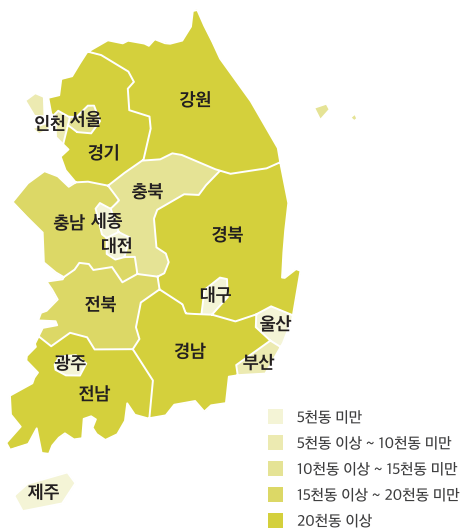 강원
인천
서울
경기
충북
충남
세종
대전
경북
전북
대구
울산
경남
부산
광주
전남
제주
5천동 미만
5천동 이상 ~ 10천동 미만
10천동 이상 ~ 15천동 미만
15천동 이상 ~ 20천동 미만
20천동 이상